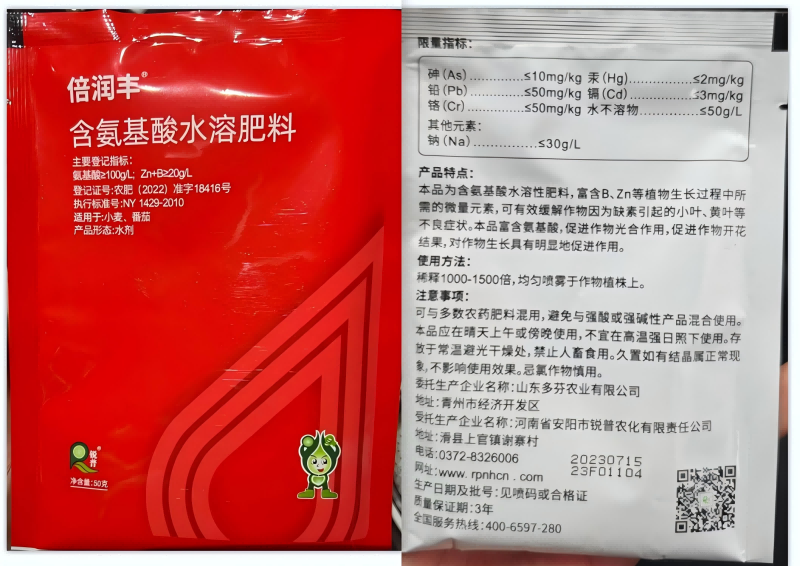 倍润丰®
含氨基酸水溶肥料
主要登记指标：
氨基酸≥100g/L；Zn+B≥20g/L
登记证号:农肥（2022）准字18416号
执行标准号:NY 1429-2010
适用于:小麦、番茄
产品形态:水剂
锐普®
净含量:50克
限量指标：
砷(As)..............≤10mg/kg 汞(Hg)................≤2mg/kg
铅(Pb)..............≤50mg/kg 镉(Cd)................≤3mg/kg
铬(Cr)..............≤50mg/kg 水不溶物...............≤50g/L
其他元素：
钠(Na)................≤30g/L
产品特点：
本品为含氨基酸水溶性肥料，富含B、Zn等植物生长过程中所
需的微量元素，可有效缓解作物因为缺素引起的小叶、黄叶等
不良症状。本品富含氨基酸，促进作物光合作用，促进作物开花
结果，对作物生长具有明显地促进作用。
使用方法：
稀释1000-1500倍，均匀喷雾于作物植株上。
注意事项：
可与多数农药肥料混用，避免与强酸或强碱性产品混合使用。
本品应在晴天上午或傍晚使用，不宜在高温强日照下使用。存
放于常温避光干燥处，禁止人畜食用。久置如有结晶属正常现
象，不影响使用效果。忌氯作物慎用。
委托生产企业名称：山东多芬农业有限公司
地址：青州市经济开发区
受托生产企业名称：河南省安阳市锐普农化有限责任公司
地址：滑县上官镇谢寨村
电话:0372-8326006
20230715
网址:www. rpnhcn . com
23F01104
生产日期及批号：见喷码或合格证
质量保证期：3年
全国服务热线：400-6597-280